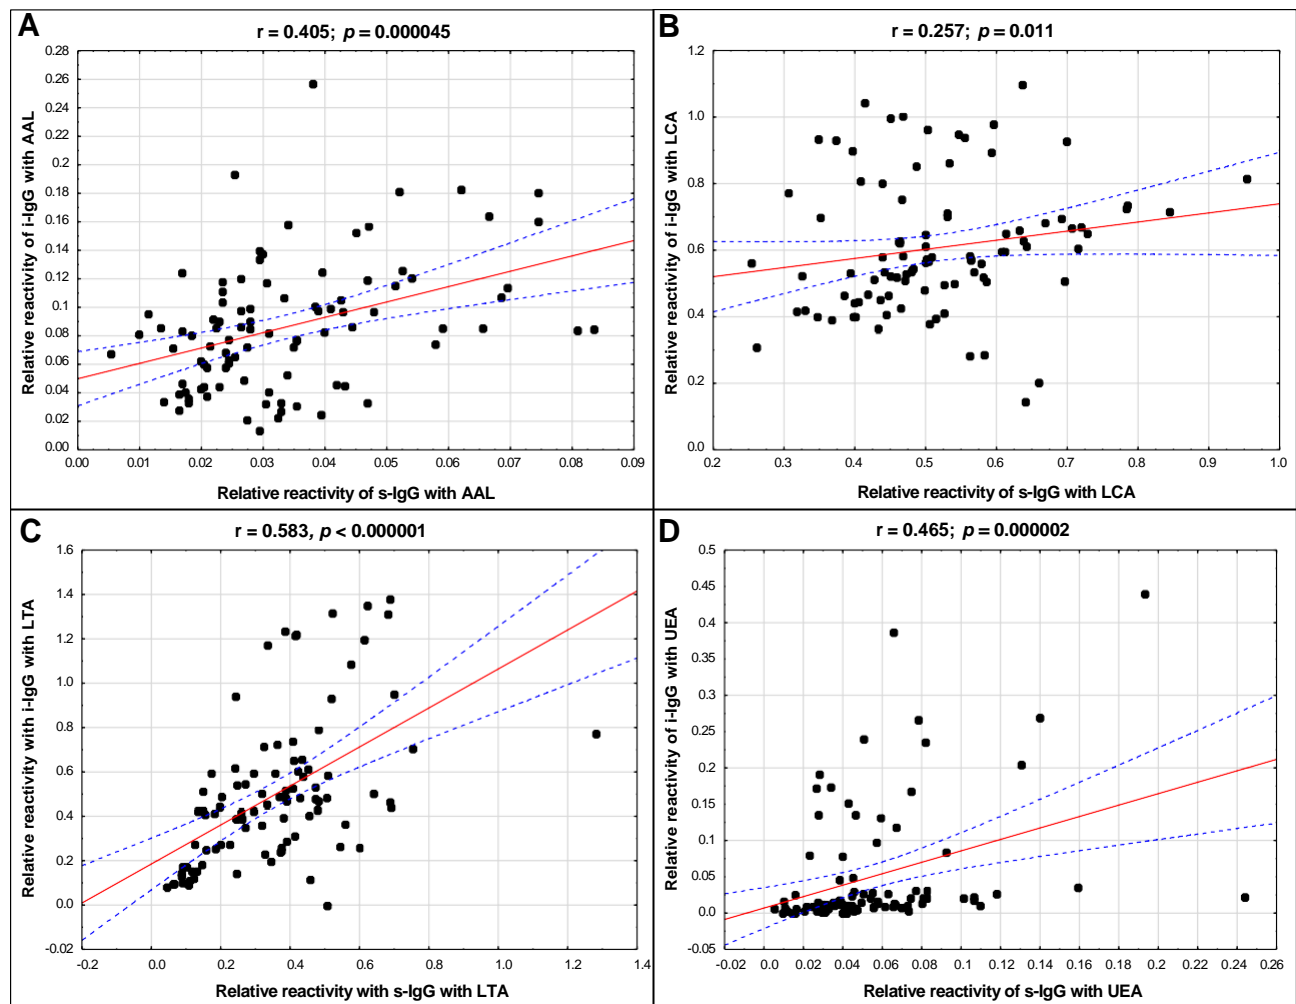 A
r = 0.405; p = 0.000045
Relative reactivity of i-IgG with AAL
0.28
0.26
0.24
0.22
0.2
0.18
0.16
0.14
0.12
0.1
0.08
0.06
0.04
0.02
0.00
0.00 0.01 0.02 0.03 0.04 0.05 0.06 0.07 0.08 0.09
Relative reactivity of s-IgG with AAL
B
r = 0.257; p = 0.011
Relative reactivity of i-IgG with LCA
1.2
1.0
0.8
0.6
0.4
0.2
0.0
0.2 0.3 0.4 0.5 0.6 0.7 0.8 0.9 1.0
Relative reactivity of s-IgG with LCA
C
r = 0.583, p < 0.000001
Relative reactivity with i-IgG with LTA
1.6
1.4
1.2
1.0
0.8
0.6
0.4
0.2
0.0
-0.02
-0.2 0.0 0.2 0.4 0.6 0.8 1.0 1.2 1.4
Relative reactivity with s-IgG with LTA
D
r = 0.465; p = 0.000002
Relative reactivity of i-IgG with UEA
0.5
0.45
0.4
0.35
0.3
0.25
0.2
0.15
0.1
0.05
0.0
-0.05
-0.02 0.0 0.02 0.04 0.06 0.08 0.10 0.12 0.14 0.16 0.18 0.2 0.22 0.24 0.26
Relative reactivity of s-IgG with UEA